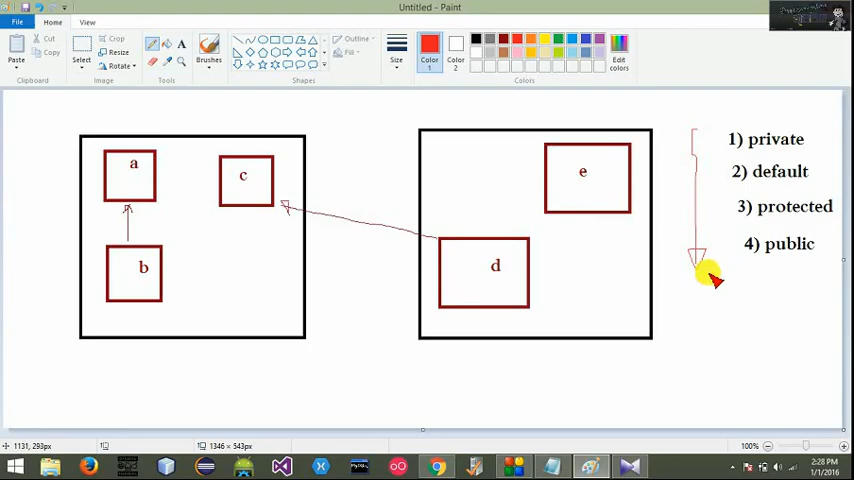 Untitled - Paint
File
Home
View
Paste
Cut
Copy
Clipboard
Select
Crop
Resize
Rotate
Image
A
Tools
Brushes
Shapes
Outline
Fill
Size
Color 1
Color 2
Edit colors
Colors
a
c
b
e
d
1) private
2) default
3) protected
4) public
1131, 293px
1346 × 543px
100%
2:28 PM
1/1/2016